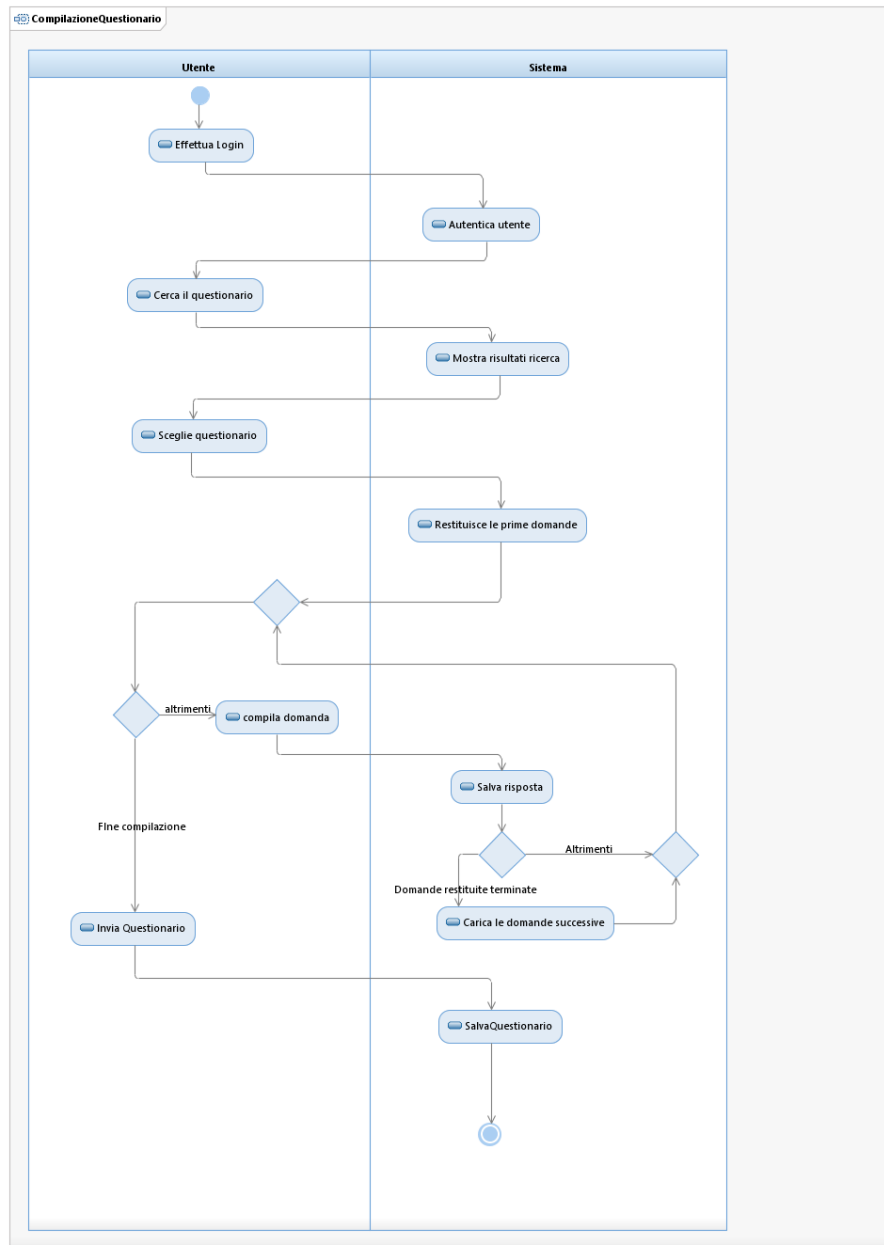 CompilazioneQuestionario
Utente
Sistema
Effettua Login
Autentica utente
Cerca il questionario
Mostra risultati ricerca
Sceglie questionario
Restituisce le prime domande
altrimenti
compila domanda
Salva risposta
FIne compilazione
Altrimenti
Domande restituite terminate
Carica le domande successive
Invia Questionario
SalvaQuestionario